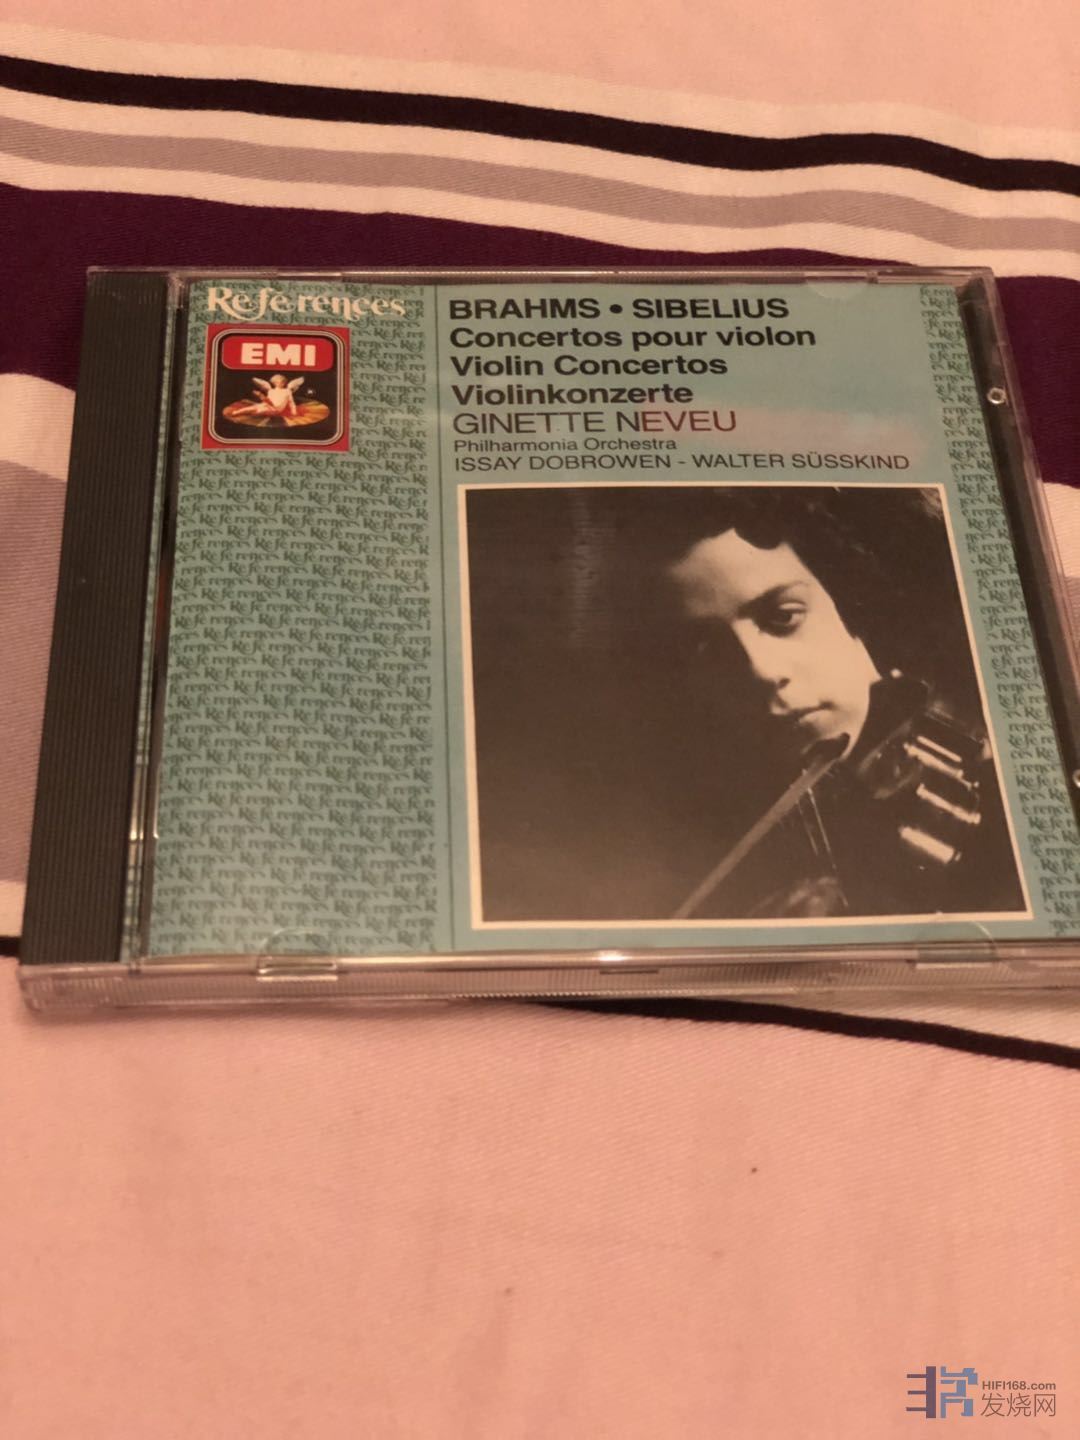 References
EMI
BRAHMS • SIBELIUS
Concertos pour violon
Violin Concertos
Violinkonzerte
GINETTE NEVEU
Philharmonia Orchestra
ISSAY DOBROWEN - WALTER SÜSSKIND
HIFI168.com
发烧网